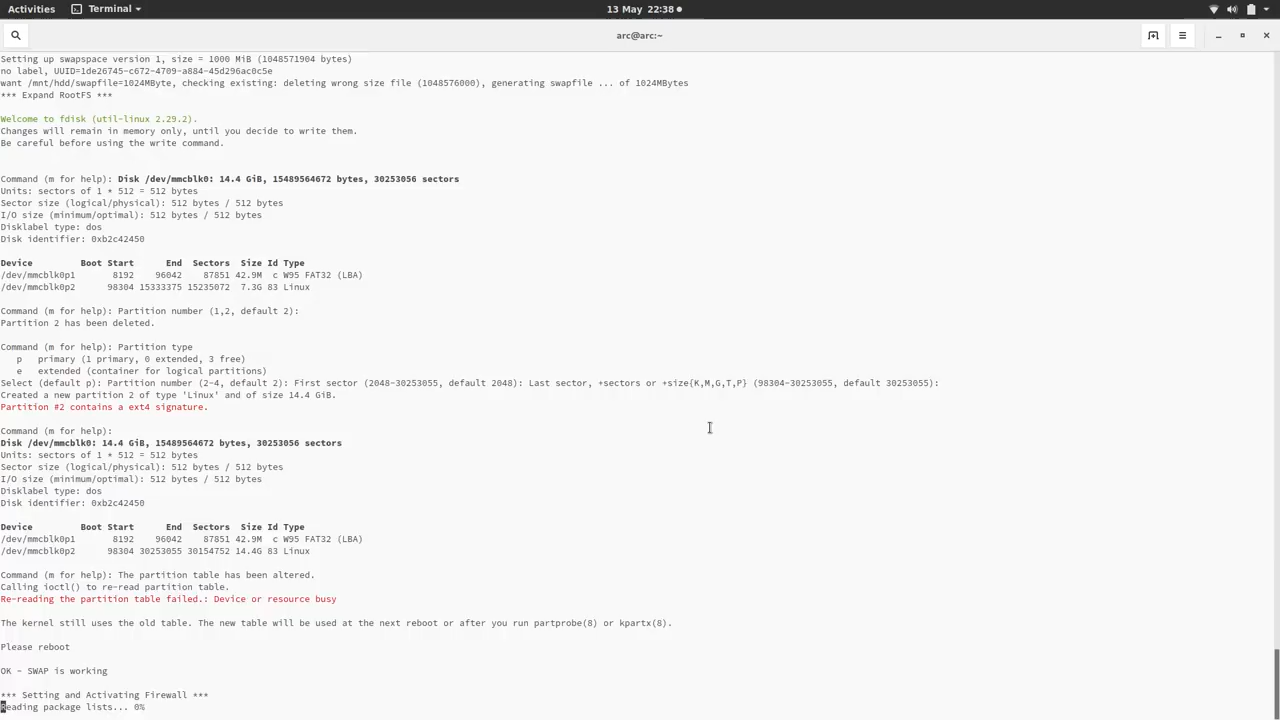 Activities Terminal 13 May 22:38
arc@arc:~
Setting up swapspace version 1, size = 1000 MiB (1048571904 bytes)
no label, UUID=1de26745-c672-4709-a884-45d296ac0c5e
want /mnt/hdd/swapfile=1024MByte, checking existing: deleting wrong size file (1048576000), generating swapfile ... of 1024MBytes
*** Expand RootFS ***
Welcome to fdisk (util-linux 2.29.2).
Changes will remain in memory only, until you decide to write them.
Be careful before using the write command.
Command (m for help): Disk /dev/mmcblk0: 14.4 GiB, 15489564672 bytes, 30253056 sectors
Units: sectors of 1 * 512 = 512 bytes
Sector size (logical/physical): 512 bytes / 512 bytes
I/O size (minimum/optimal): 512 bytes / 512 bytes
Disklabel type: dos
Disk identifier: 0xb2c42450
Device         Boot Start      End  Sectors  Size Id Type
/dev/mmcblk0p1       8192    96042    87851 42.9M  c W95 FAT32 (LBA)
/dev/mmcblk0p2      98304 15333375 15235072  7.3G 83 Linux
Command (m for help): Partition number (1,2, default 2):
Partition 2 has been deleted.
Command (m for help): Partition type
p   primary (1 primary, 0 extended, 3 free)
e   extended (container for logical partitions)
Select (default p): Partition number (2-4, default 2): First sector (2048-30253055, default 2048): Last sector, +sectors or +size{K,M,G,T,P} (98304-30253055, default 30253055):
Created a new partition 2 of type 'Linux' and of size 14.4 GiB.
Partition #2 contains a ext4 signature.
Command (m for help):
Disk /dev/mmcblk0: 14.4 GiB, 15489564672 bytes, 30253056 sectors
Units: sectors of 1 * 512 = 512 bytes
Sector size (logical/physical): 512 bytes / 512 bytes
I/O size (minimum/optimal): 512 bytes / 512 bytes
Disklabel type: dos
Disk identifier: 0xb2c42450
Device         Boot Start      End  Sectors  Size Id Type
/dev/mmcblk0p1       8192    96042    87851 42.9M  c W95 FAT32 (LBA)
/dev/mmcblk0p2      98304 30253055 30154752 14.4G 83 Linux
Command (m for help): The partition table has been altered.
Calling ioctl() to re-read partition table.
Re-reading the partition table failed.: Device or resource busy
The kernel still uses the old table. The new table will be used at the next reboot or after you run partprobe(8) or kpartx(8).
Please reboot
OK - SWAP is working
*** Setting and Activating Firewall ***
Reading package lists... 0%